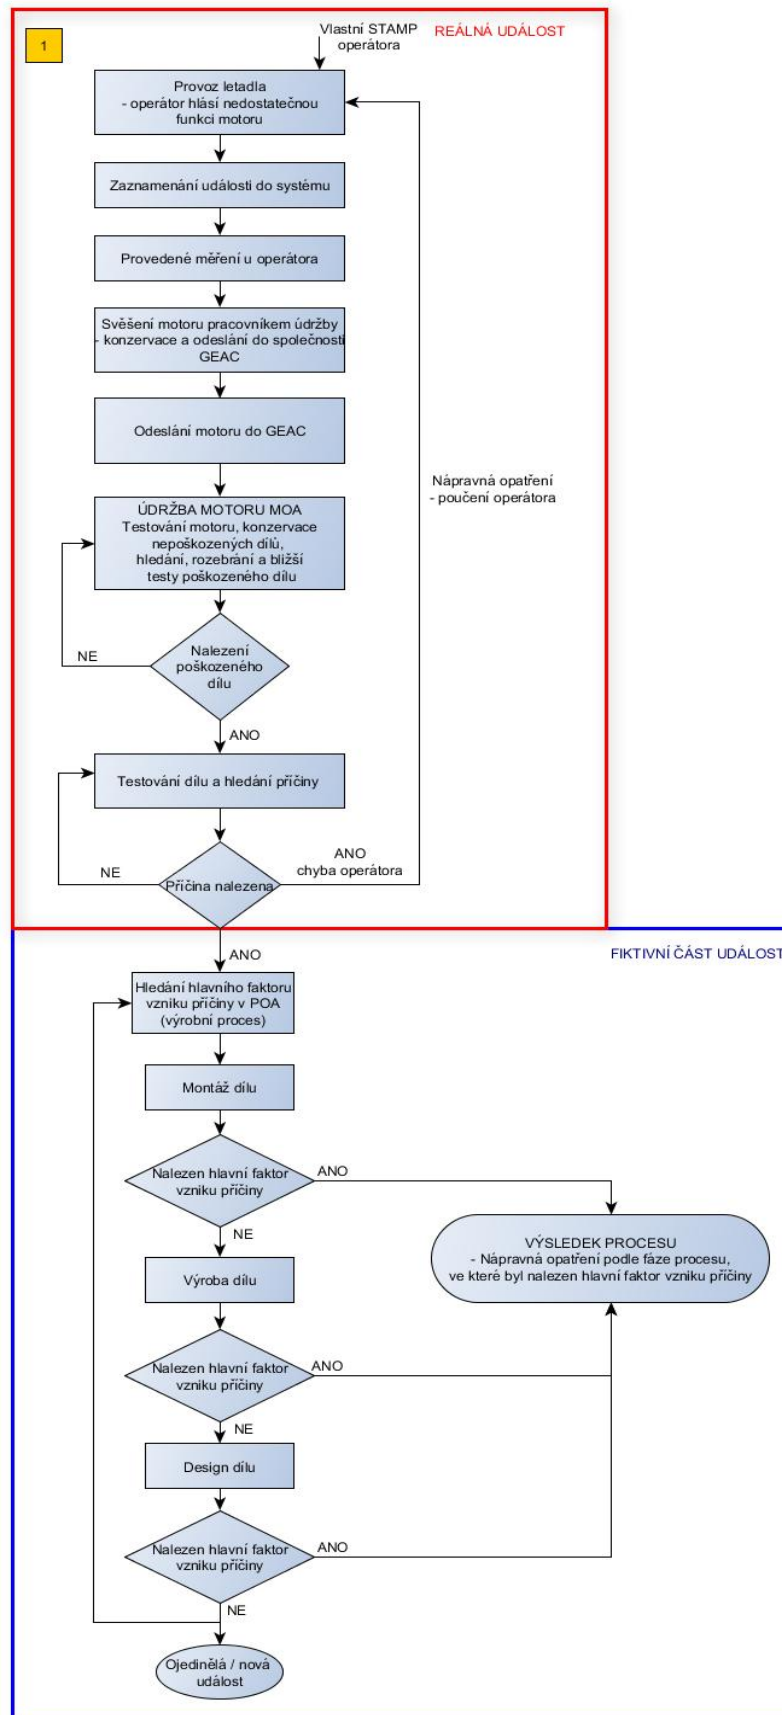 1
Vlastní STAMP
operátora
REÁLNÁ UDÁLOST
Provoz letadla
- operátor hlásí nedostatečnou
funkci motoru
Zaznamenání události do systému
Provedené měření u operátora
Svěšení motoru pracovníkem údržby
- konzervace a odeslání do společnosti
GEAC
Odeslání motoru do GEAC
Nápravná opatření
- poučení operátora
ÚDRŽBA MOTORU MOA
Testování motoru, konzervace
nepoškozených dílů,
hledání, rozebrání a bližší
testy poškozeného dílu
Nalezení
poškozeného
dílu
NE
ANO
Testování dílu a hledání příčiny
ANO
chyba operátora
NE
Příčina nalezena
ANO
FIKTIVNÍ ČÁST UDÁLOST
Hledání hlavního faktoru
vzniku příčiny v POA
(výrobní proces)
Montáž dílu
Nalezen hlavní faktor
vzniku příčiny
ANO
NE
VÝSLEDEK PROCESU
- Nápravná opatření podle fáze procesu,
ve které byl nalezen hlavní faktor vzniku příčiny
Výroba dílu
Nalezen hlavní faktor
vzniku příčiny
ANO
NE
Design dílu
Nalezen hlavní faktor
vzniku příčiny
ANO
NE
Ojedinělá / nová
událost